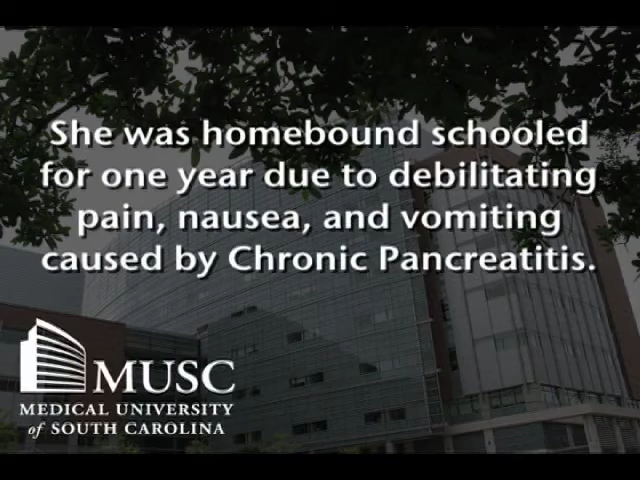 She was homebound schooled
for one year due to debilitating
pain, nausea, and vomiting
caused by Chronic Pancreatitis.
MUSC
MEDICAL UNIVERSITY
of SOUTH CAROLINA